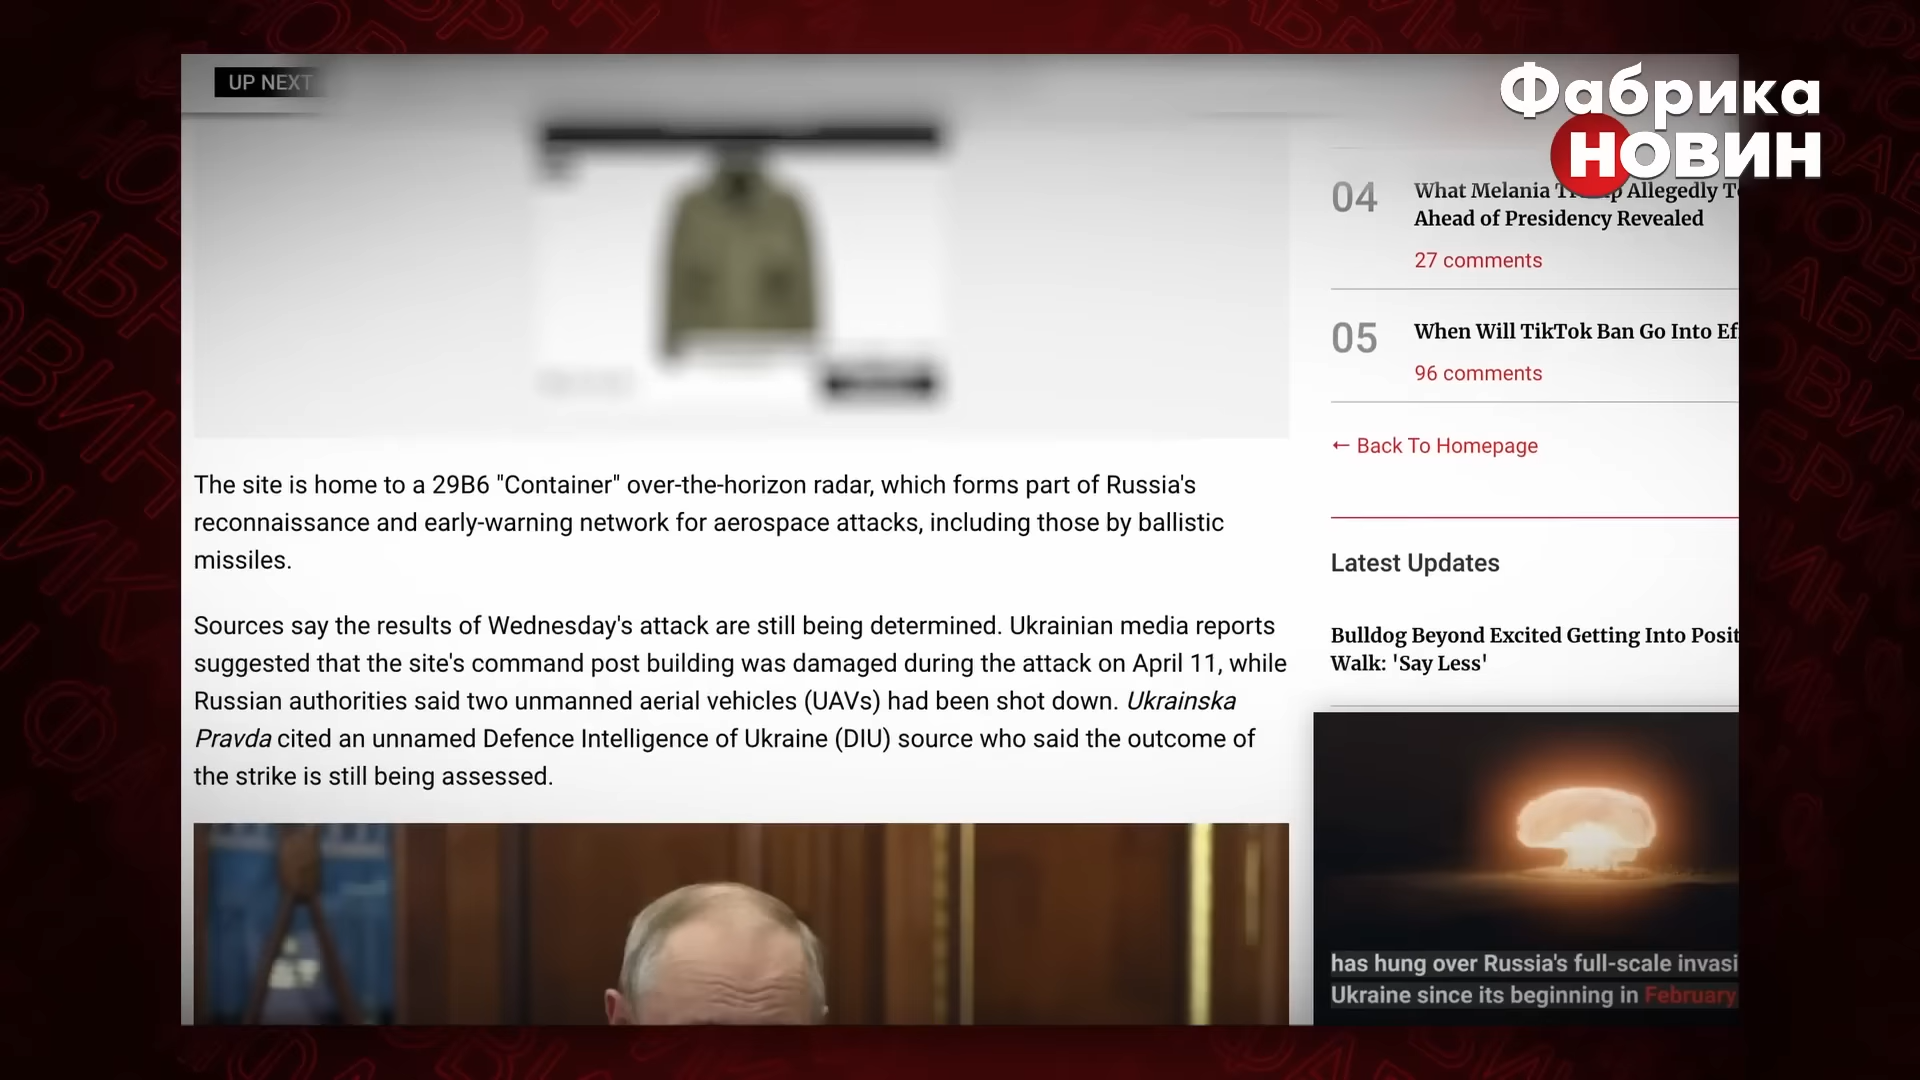 UP NEXT
Фабрика
НОВИН
04
What Melania
Allegedly
Ahead of Presidency Revealed
27 comments
05
When Will TikTok Ban Go Into
96 comments
← Back To Homepage
The site is home to a 29B6 "Container" over-the-horizon radar, which forms part of Russia's
reconnaissance and early-warning network for aerospace attacks, including those by ballistic
missiles.
Sources say the results of Wednesday's attack are still being determined. Ukrainian media reports
suggested that the site's command post building was damaged during the attack on April 11, while
Russian authorities said two unmanned aerial vehicles (UAVs) had been shot down. Ukrainska
Pravda cited an unnamed Defence Intelligence of Ukraine (DIU) source who said the outcome of
the strike is still being assessed.
Latest Updates
Bulldog Beyond Excited Getting Into Posit
Walk: 'Say Less'
has hung over Russia's full-scale invasi
Ukraine since its beginning in February